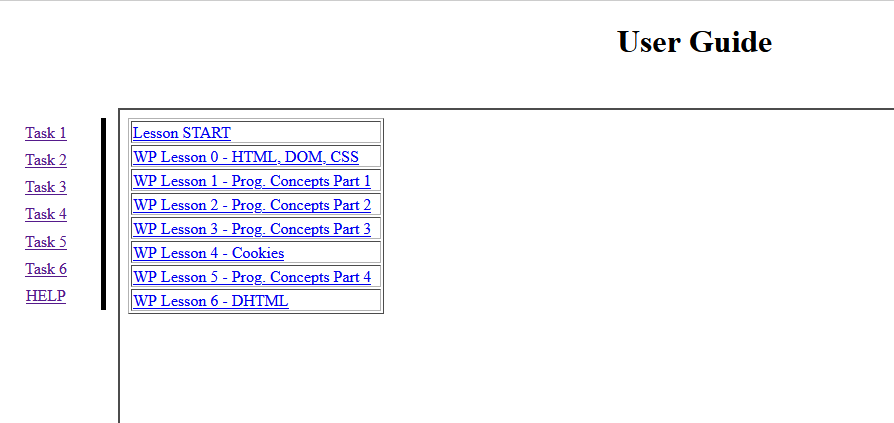 User Guide
Task 1
Task 2
Task 3
Task 4
Task 5
Task 6
HELP
Lesson START
WP Lesson 0 - HTML, DOM, CSS
WP Lesson 1 - Prog. Concepts Part 1
WP Lesson 2 - Prog. Concepts Part 2
WP Lesson 3 - Prog. Concepts Part 3
WP Lesson 4 - Cookies
WP Lesson 5 - Prog. Concepts Part 4
WP Lesson 6 - DHTML